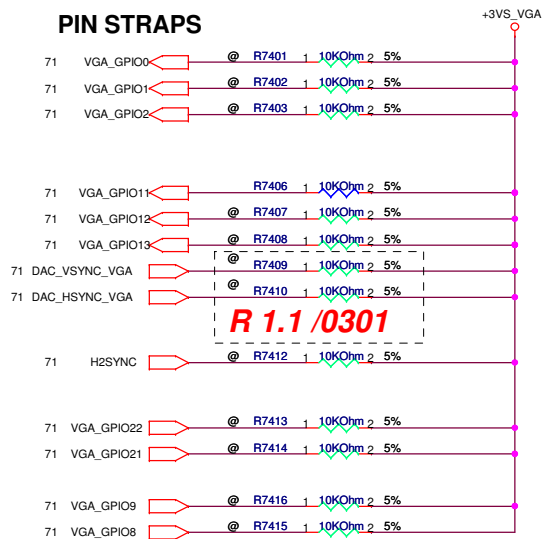 PIN STRAPS
+3VS_VGA
71 VGA_GPIO0 @ R7401 1 10KOhm 2 5%
71 VGA_GPIO1 @ R7402 1 10KOhm 2 5%
71 VGA_GPIO2 @ R7403 1 10KOhm 2 5%
71 VGA_GPIO11 R7406 1 10KOhm 2 5%
71 VGA_GPIO12 @ R7407 1 10KOhm 2 5%
71 VGA_GPIO13 @ R7408 1 10KOhm 2 5%
71 DAC_VSYNC_VGA @ R7409 1 10KOhm 2 5%
71 DAC_HSYNC_VGA @ R7410 1 10KOhm 2 5%
R 1.1 /0301
71 H2SYNC @ R7412 1 10KOhm 2 5%
71 VGA_GPIO22 @ R7413 1 10KOhm 2 5%
71 VGA_GPIO21 @ R7414 1 10KOhm 2 5%
71 VGA_GPIO9 @ R7416 1 10KOhm 2 5%
71 VGA_GPIO8 @ R7415 1 10KOhm 2 5%